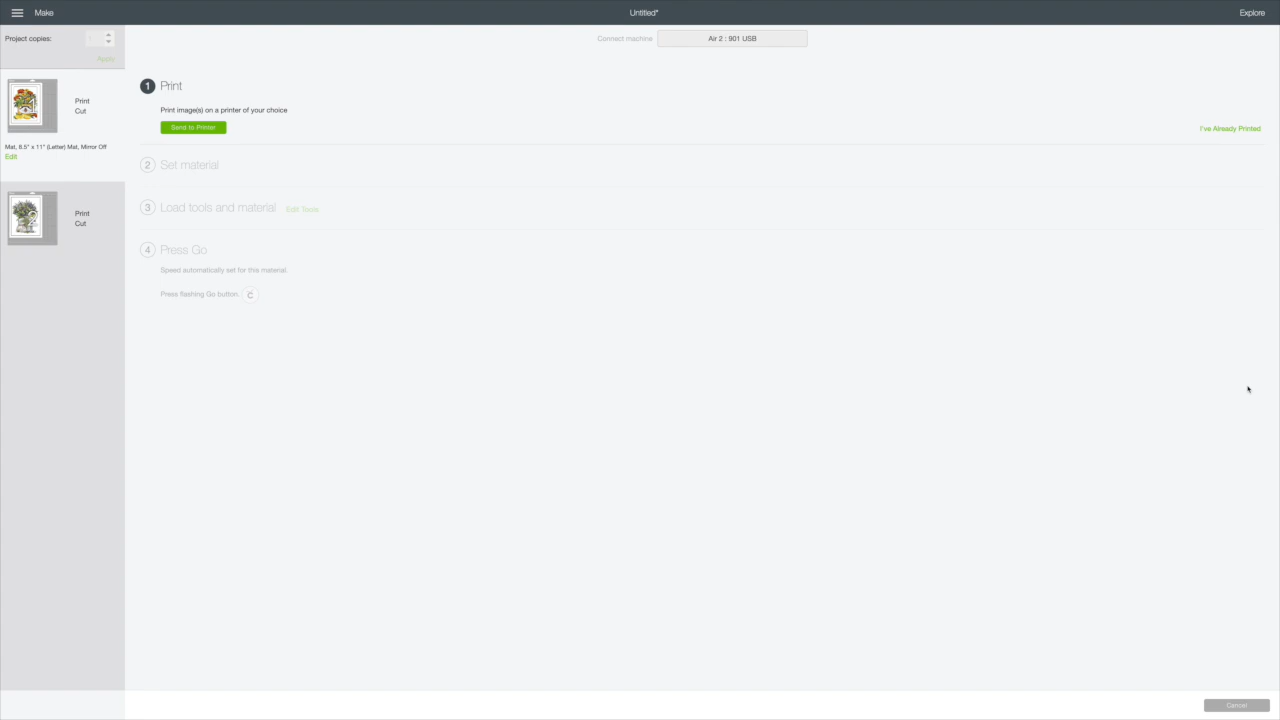 Make
Untitled*
Explore
Project copies:
1
Apply
Connect machine
Air 2 : 901 USB
Print
Cut
Mat, 8.5" x 11" (Letter) Mat, Mirror Off
Edit
Print
Cut
1 Print
Print image(s) on a printer of your choice
Send to Printer
I've Already Printed
2 Set material
3 Load tools and material Edit Tools
4 Press Go
Speed automatically set for this material.
Press flashing Go button.
Cancel